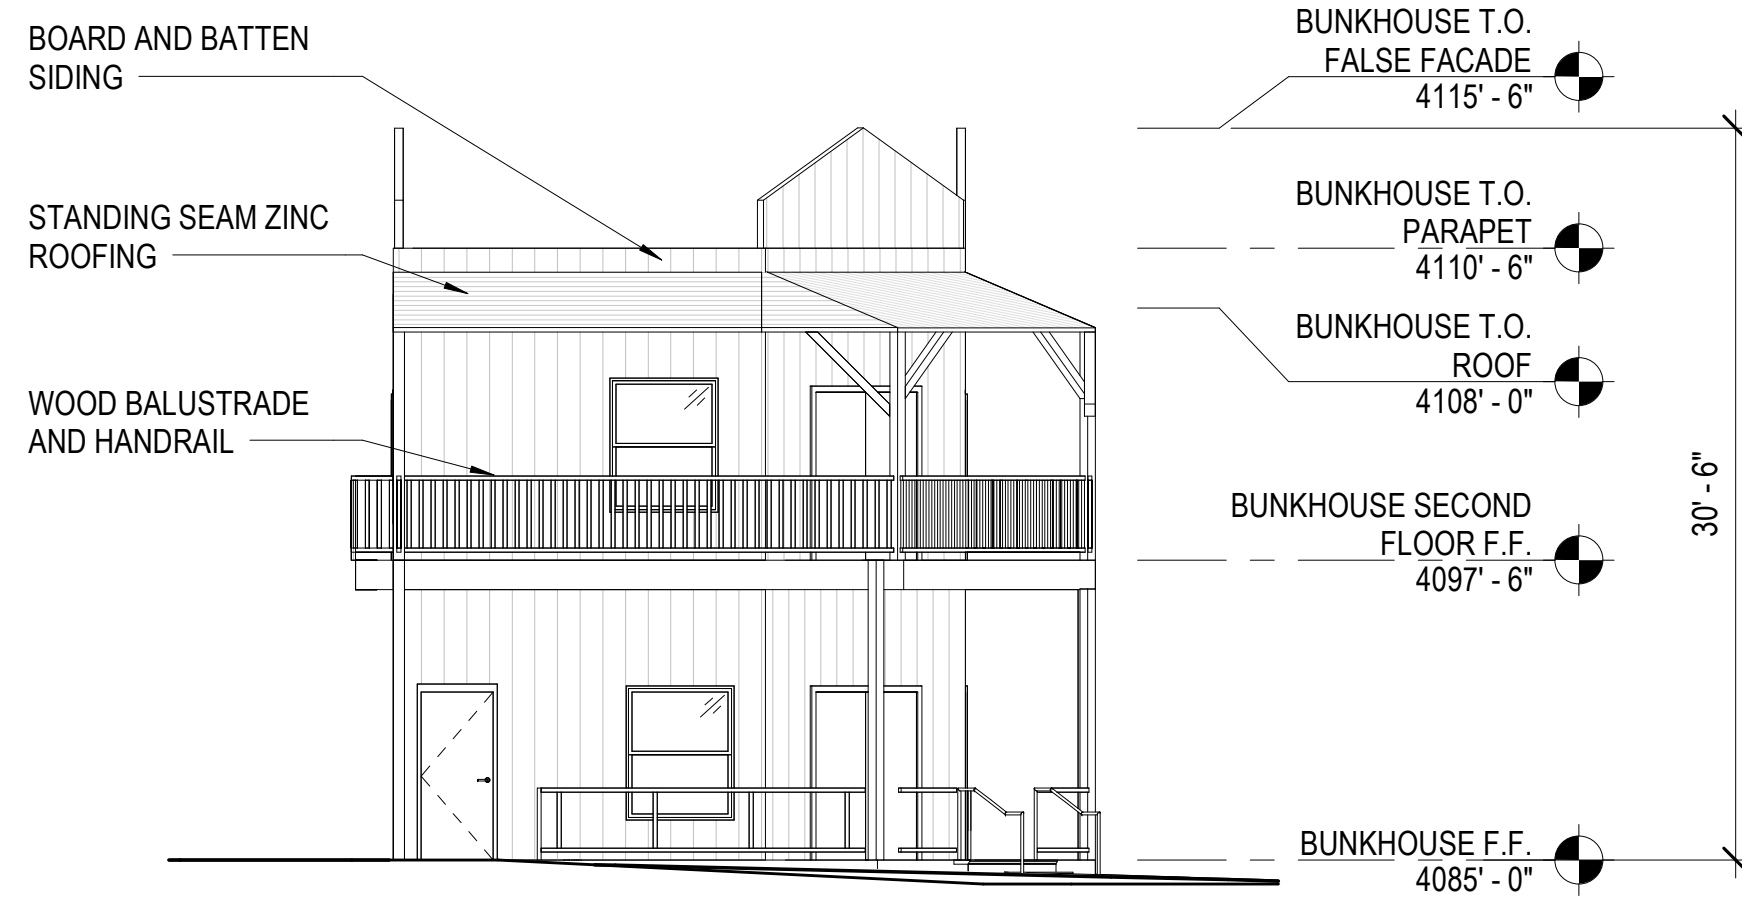 BOARD AND BATTEN
SIDING
STANDING SEAM ZINC
ROOFING
WOOD BALUSTRADE
AND HANDRAIL
BUNKHOUSE T.O.
FALSE FACADE
4115' - 6"
BUNKHOUSE T.O.
PARAPET
4110' - 6"
BUNKHOUSE T.O.
ROOF
4108' - 0"
BUNKHOUSE SECOND
FLOOR F.F.
4097' - 6"
BUNKHOUSE F.F.
4085' - 0"
30' - 6"